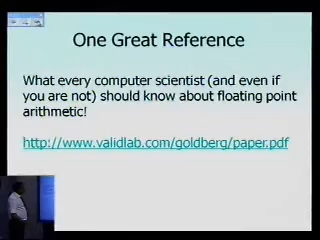 One Great Reference
What every computer scientist (and even if
you are not) should know about floating point
arithmetic!
http://www.validlab.com/goldberg/paper.pdf